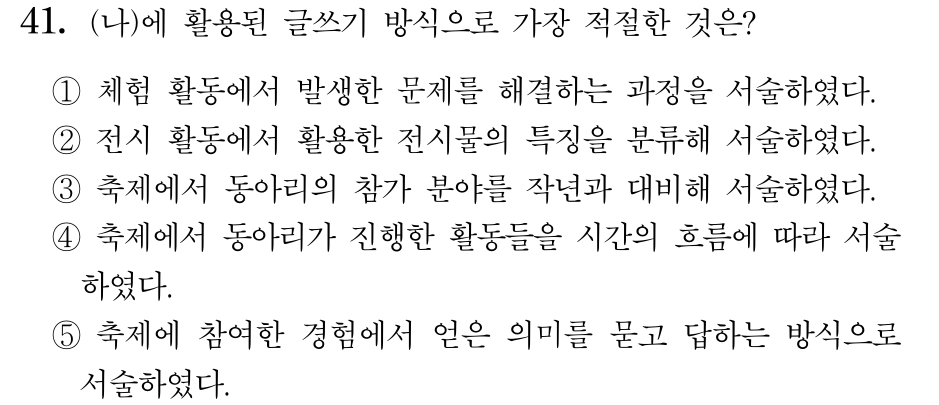 41. (나)에 활용된 글쓰기 방식으로 가장 적절한 것은?
① 체험 활동에서 발생한 문제를 해결하는 과정을 서술하였다.
② 전시 활동에서 활용한 전시물의 특징을 분류해 서술하였다.
③ 축제에서 동아리의 참가 분야를 작년과 대비해 서술하였다.
④ 축제에서 동아리가 진행한 활동들을 시간의 흐름에 따라 서술
하였다.
⑤ 축제에 참여한 경험에서 얻은 의미를 묻고 답하는 방식으로
서술하였다.